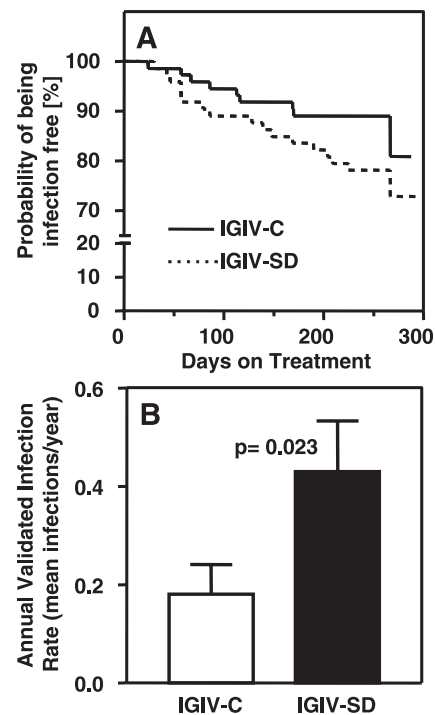 A
Probability of being
infection free [%]
100
90
80
70
20
10
0
IGIV-C
IGIV-SD
0
100
200
300
Days on Treatment
B
Annual Validated Infection
Rate (mean infections/year)
0.6
0.4
0.2
0.0
p= 0.023
IGIV-C
IGIV-SD